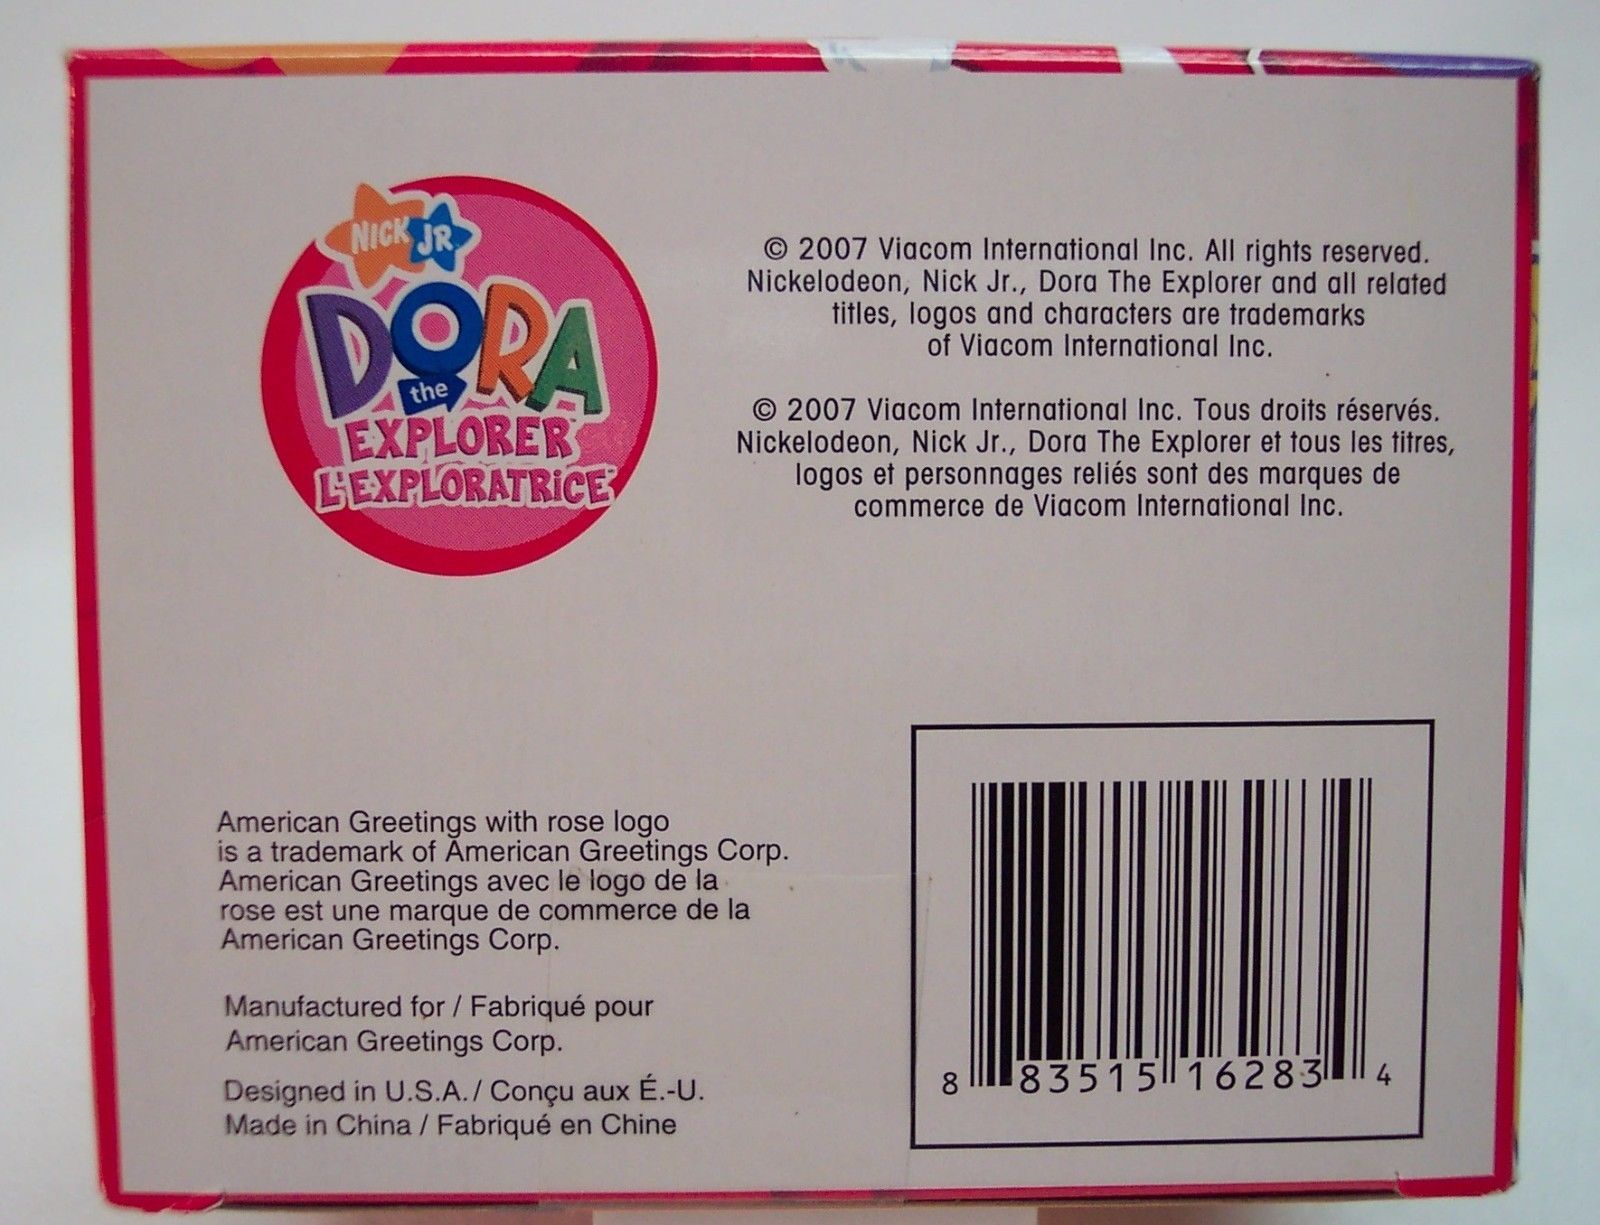 NICK JR
DORA
the
EXPLORER
L'EXPLORATRICE™
© 2007 Viacom International Inc. All rights reserved.
Nickelodeon, Nick Jr., Dora The Explorer and all related
titles, logos and characters are trademarks
of Viacom International Inc.
© 2007 Viacom International Inc. Tous droits réservés.
Nickelodeon, Nick Jr., Dora The Explorer et tous les titres,
logos et personnages reliés sont des marques de
commerce de Viacom International Inc.
American Greetings with rose logo
is a trademark of American Greetings Corp.
American Greetings avec le logo de la
rose est une marque de commerce de la
American Greetings Corp.
Manufactured for / Fabriqué pour
American Greetings Corp.
Designed in U.S.A. / Conçu aux É.-U.
Made in China / Fabriqué en Chine
8 83515 16283 4